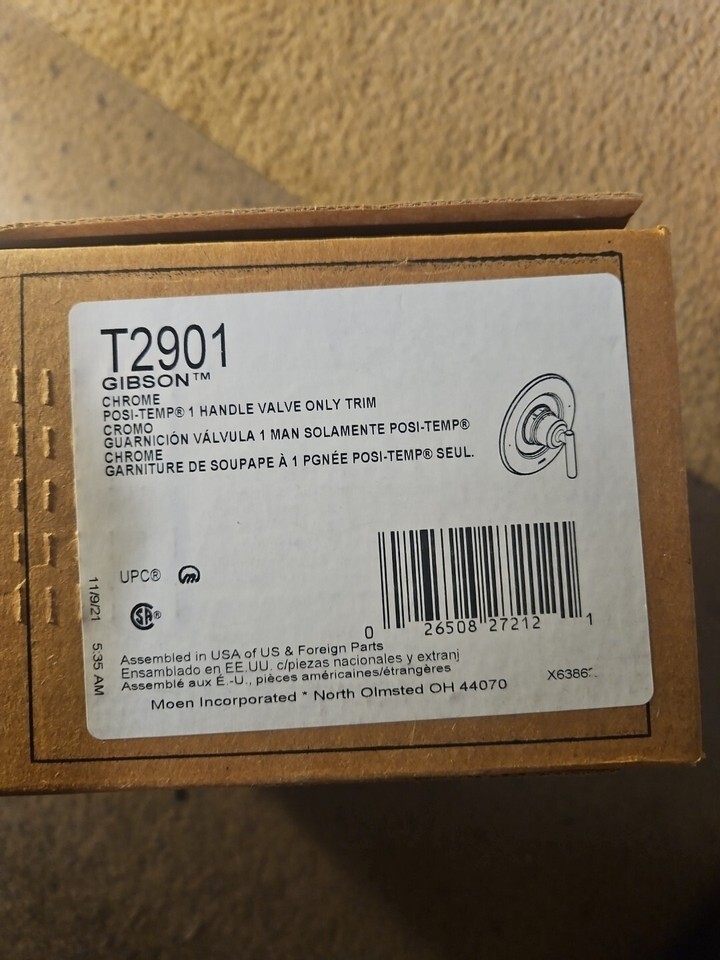 T2901
GIBSON™
CHROME
POSI-TEMP® 1 HANDLE VALVE ONLY TRIM
CROMO
GUARNICIÓN VÁLVULA 1 MAN SOLAMENTE POSI-TEMP®
CHROME
GARNITURE DE SOUPAPE À 1 PGNÉE POSI-TEMP® SEUL.
UPC®
SA®
11/9/21 5:35 AM
0 26508 27212 1
Assembled in USA of US & Foreign Parts
Ensamblado en EE.UU. c/piezas nacionales y extranj
Assemblé aux É.-U., pièces américaines/étrangères
Moen Incorporated * North Olmsted OH 44070